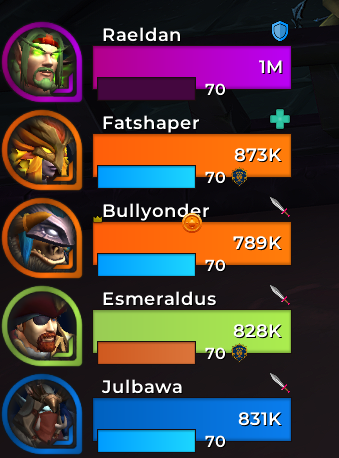 Raeldan
1M
70
Fatshaper
873K
70
Bullyonder
789K
70
Esmeraldus
828K
70
Julbawa
831K
70